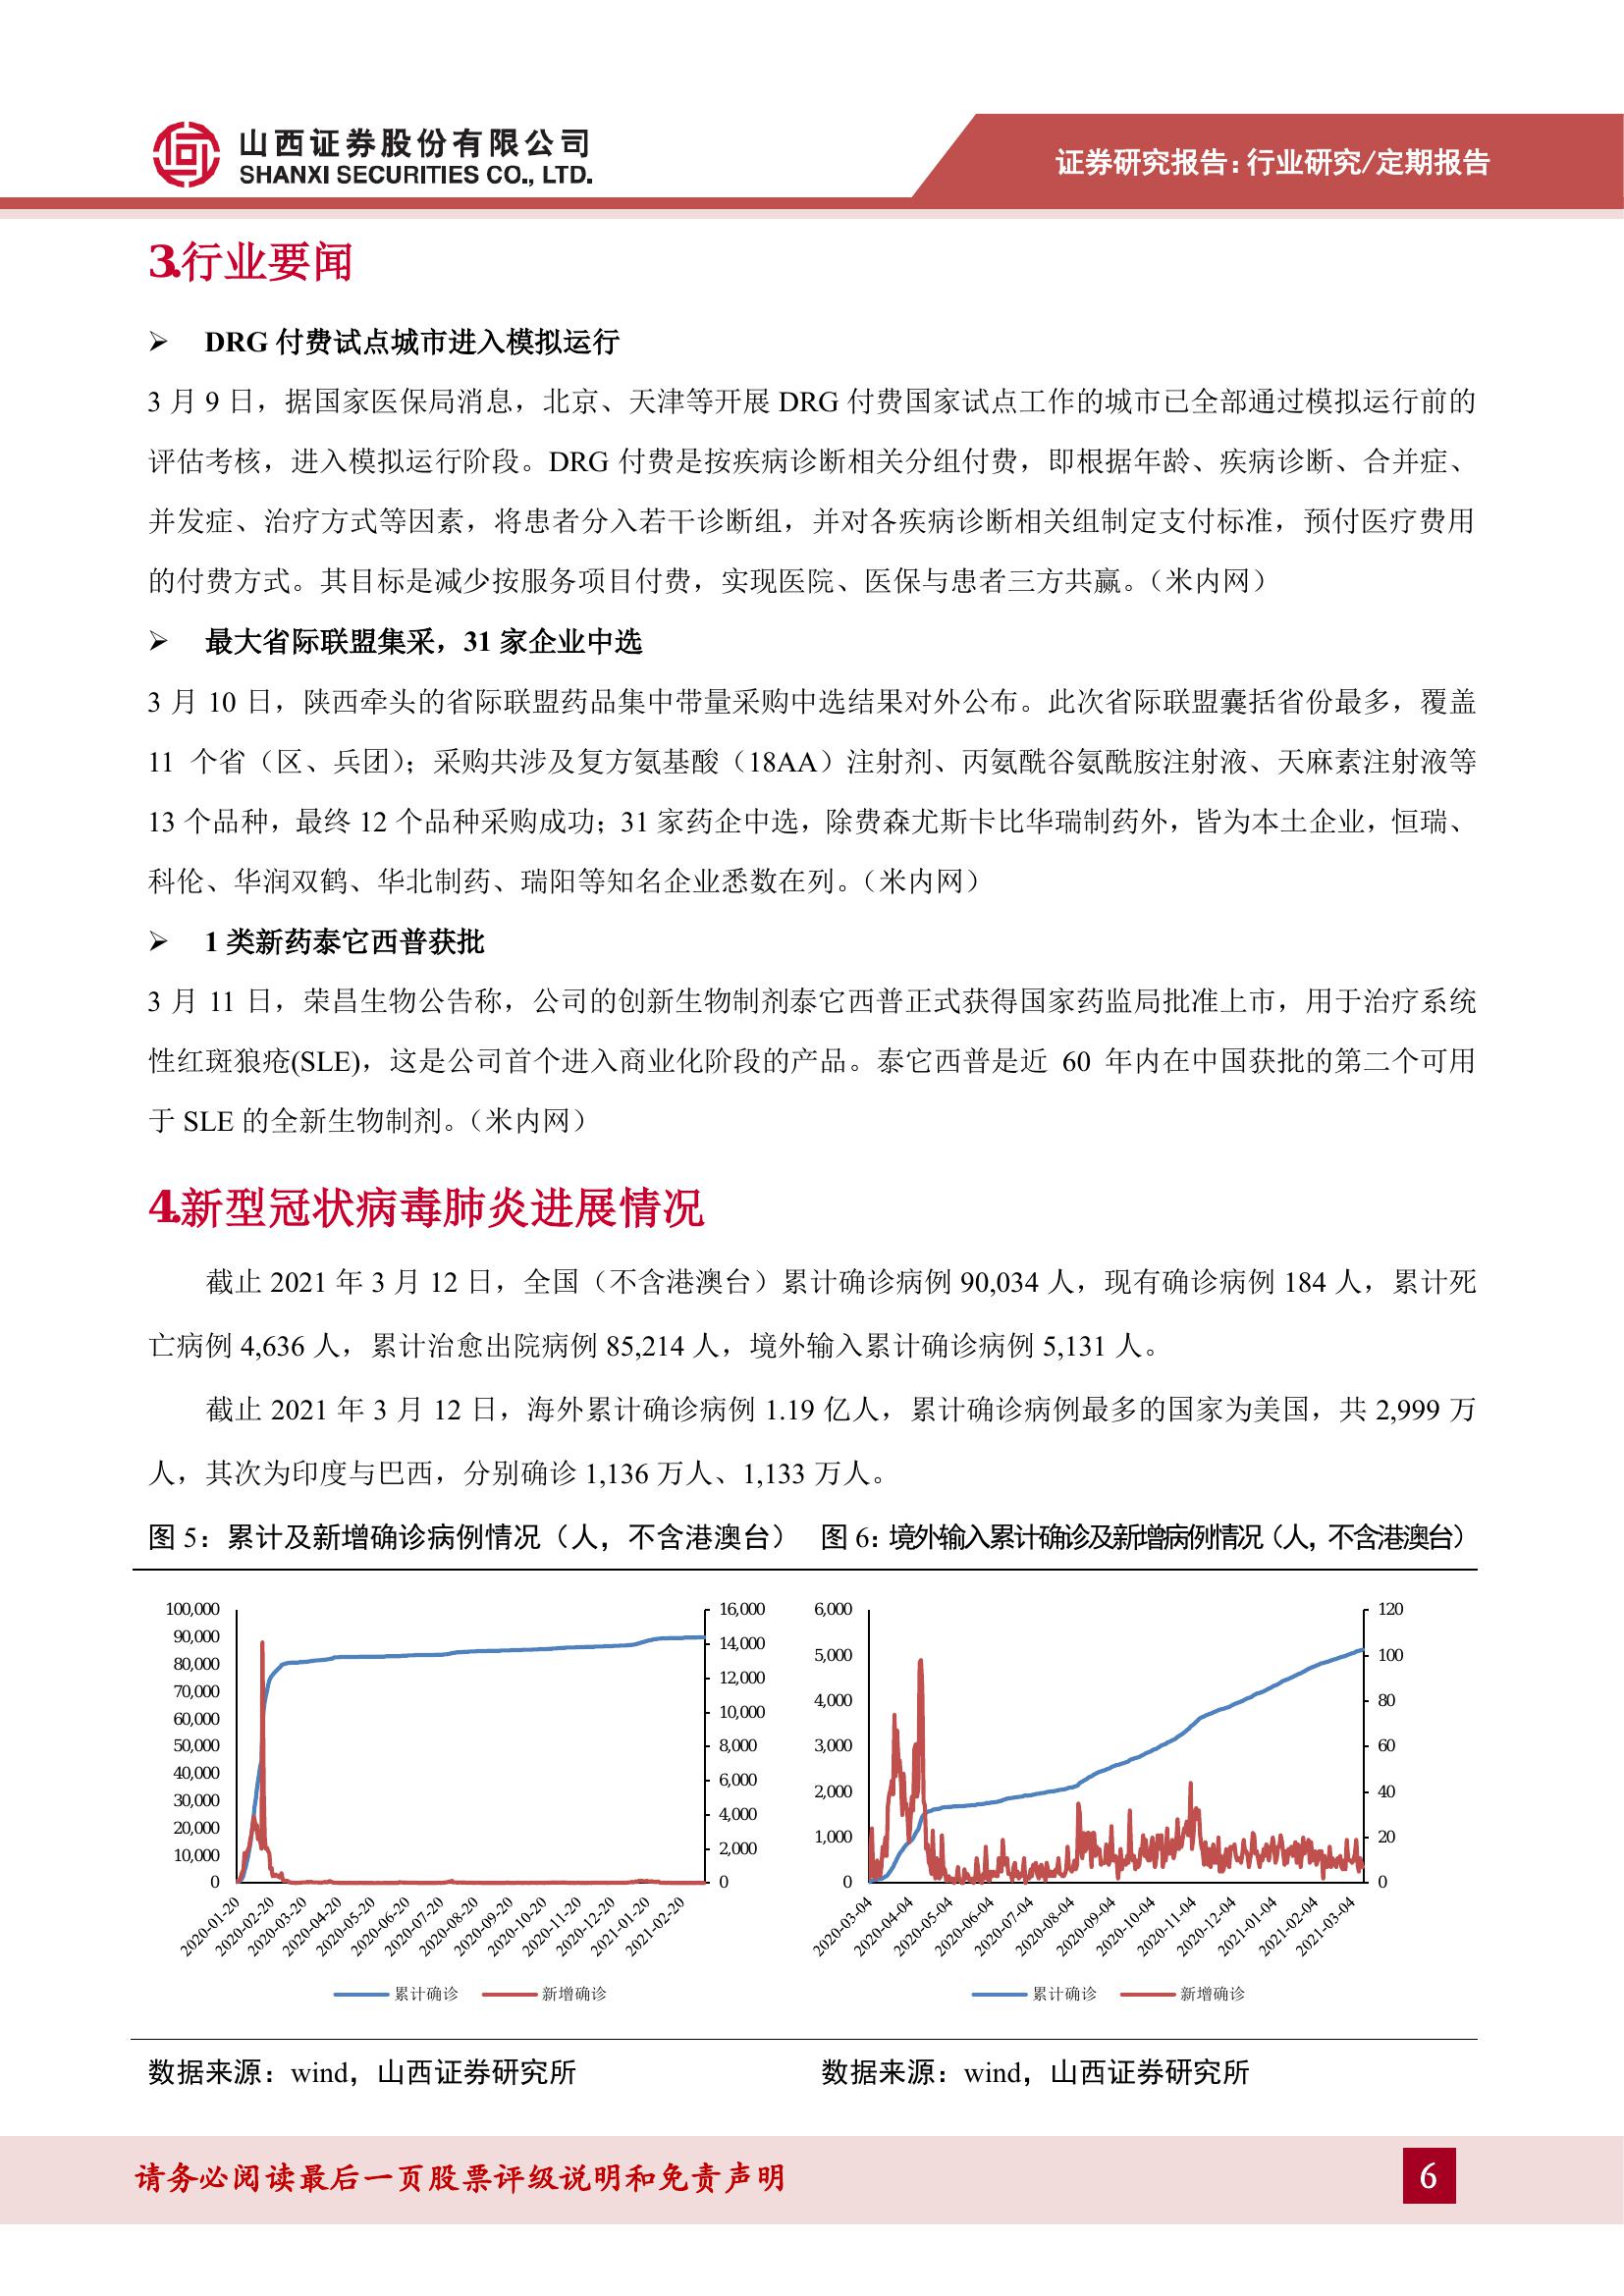 山西证券股份有限公司
SHANXI SECURITIES CO., LTD.
证券研究报告：行业研究/定期报告
3.行业要闻
➢ DRG 付费试点城市进入模拟运行
3 月 9 日，据国家医保局消息，北京、天津等开展 DRG 付费国家试点工作的城市已全部通过模拟运行前的
评估考核，进入模拟运行阶段。DRG 付费是按疾病诊断相关分组付费，即根据年龄、疾病诊断、合并症、
并发症、治疗方式等因素，将患者分入若干诊断组，并对各疾病诊断相关组制定支付标准，预付医疗费用
的付费方式。其目标是减少按服务项目付费，实现医院、医保与患者三方共赢。（米内网）
➢ 最大省际联盟集采，31 家企业中选
3 月 10 日，陕西牵头的省际联盟药品集中带量采购中选结果对外公布。此次省际联盟囊括省份最多，覆盖
11 个省（区、兵团）；采购共涉及复方氨基酸（18AA）注射剂、丙氨酰谷氨酰胺注射液、天麻素注射液等
13 个品种，最终 12 个品种采购成功；31 家药企中选，除费森尤斯卡比华瑞制药外，皆为本土企业，恒瑞、
科伦、华润双鹤、华北制药、瑞阳等知名企业悉数在列。（米内网）
➢ 1 类新药泰它西普获批
3 月 11 日，荣昌生物公告称，公司的创新生物制剂泰它西普正式获得国家药监局批准上市，用于治疗系统
性红斑狼疮(SLE)，这是公司首个进入商业化阶段的产品。泰它西普是近 60 年内在中国获批的第二个可用
于 SLE 的全新生物制剂。（米内网）
4.新型冠状病毒肺炎进展情况
截止 2021 年 3 月 12 日，全国（不含港澳台）累计确诊病例 90,034 人，现有确诊病例 184 人，累计死
亡病例 4,636 人，累计治愈出院病例 85,214 人，境外输入累计确诊病例 5,131 人。
截止 2021 年 3 月 12 日，海外累计确诊病例 1.19 亿人，累计确诊病例最多的国家为美国，共 2,999 万
人，其次为印度与巴西，分别确诊 1,136 万人、1,133 万人。
图 5：累计及新增确诊病例情况（人，不含港澳台）
100,000
90,000
80,000
70,000
60,000
50,000
40,000
30,000
20,000
10,000
0
16,000
14,000
12,000
10,000
8,000
6,000
4,000
2,000
0
2020-01-20
2020-02-20
2020-03-20
2020-04-20
2020-05-20
2020-06-20
2020-07-20
2020-08-20
2020-09-20
2020-10-20
2020-11-20
2020-12-20
2021-01-20
2021-02-20
累计确诊
新增确诊
数据来源：wind，山西证券研究所
图 6：境外输入累计确诊及新增病例情况（人，不含港澳台）
6,000
5,000
4,000
3,000
2,000
1,000
0
120
100
80
60
40
20
0
2020-03-04
2020-04-04
2020-05-04
2020-06-04
2020-07-04
2020-08-04
2020-09-04
2020-10-04
2020-11-04
2020-12-04
2021-01-04
2021-02-04
2021-03-04
累计确诊
新增确诊
数据来源：wind，山西证券研究所
请务必阅读最后一页股票评级说明和免责声明
6